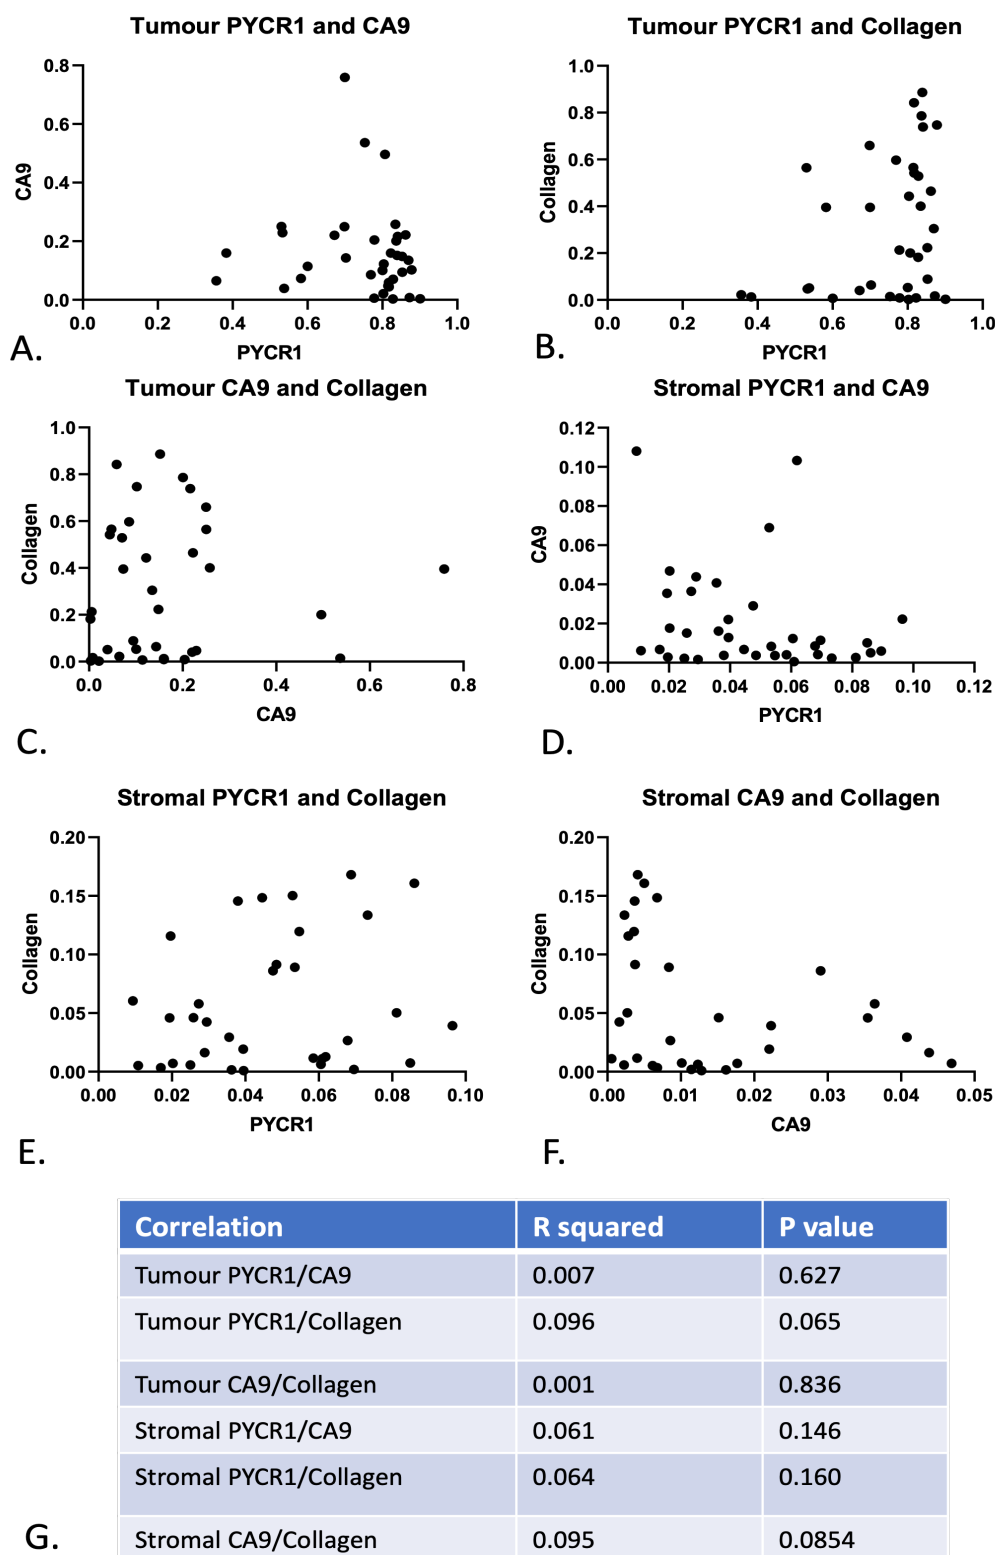 Tumour PYCR1 and CA9
0.8
0.6
0.4
0.2
0.0
CA9
0.0 0.2 0.4 0.6 0.8 1.0
PYCR1
A.
Tumour PYCR1 and Collagen
1.0
0.8
0.6
0.4
0.2
0.0
Collagen
0.0 0.2 0.4 0.6 0.8 1.0
PYCR1
B.
Tumour CA9 and Collagen
1.0
0.8
0.6
0.4
0.2
0.0
Collagen
0.0 0.2 0.4 0.6 0.8
CA9
C.
Stromal PYCR1 and CA9
0.12
0.10
0.08
0.06
0.04
0.02
0.00
CA9
0.00 0.02 0.04 0.06 0.08 0.10 0.12
PYCR1
D.
Stromal PYCR1 and Collagen
0.20
0.15
0.10
0.05
0.00
Collagen
0.00 0.02 0.04 0.06 0.08 0.10
PYCR1
E.
Stromal CA9 and Collagen
0.20
0.15
0.10
0.05
0.00
Collagen
0.00 0.01 0.02 0.03 0.04 0.05
CA9
F.
Correlation R squared P value
Tumour PYCR1/CA9 0.007 0.627
Tumour PYCR1/Collagen 0.096 0.065
Tumour CA9/Collagen 0.001 0.836
Stromal PYCR1/CA9 0.061 0.146
Stromal PYCR1/Collagen 0.064 0.160
Stromal CA9/Collagen 0.095 0.0854
G.